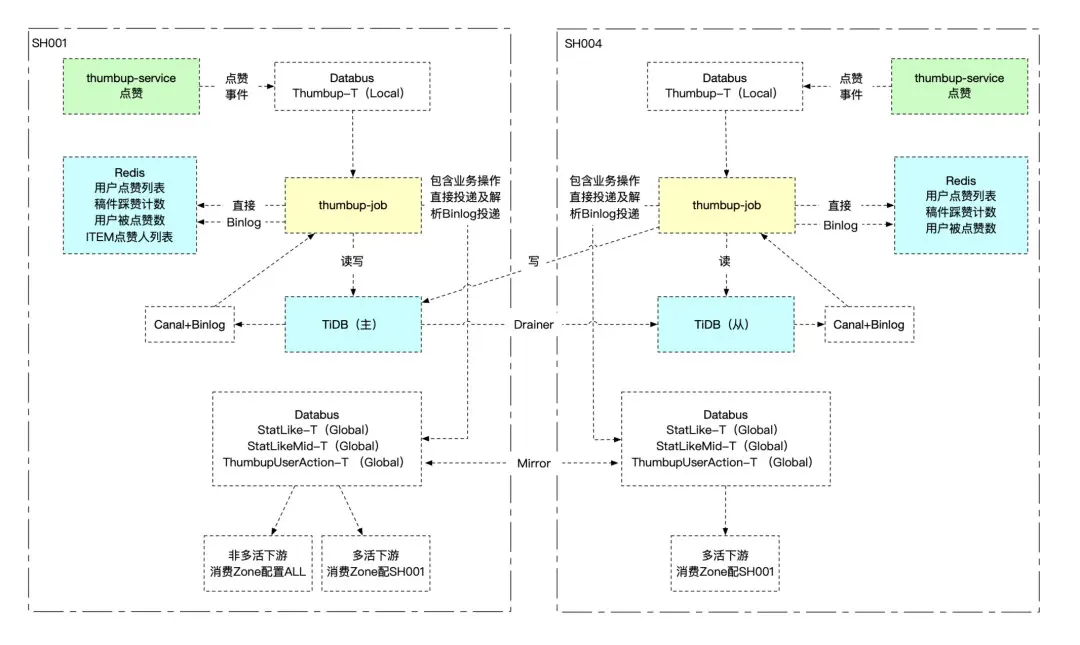 SH001
thumbup-service
点赞
点赞
事件
Databus
Thumbup-T（Local）
Redis
用户点赞列表
稿件踩赞计数
用户被点赞数
ITEM点赞人列表
直接
Binlog
thumbup-job
包含业务操作
直接投递及解
析Binlog投递
读写
Canal+Binlog
TiDB（主）
Databus
StatLike-T（Global）
StatLikeMid-T（Global）
ThumbupUserAction-T （Global）
非多活下游
消费Zone配置ALL
多活下游
消费Zone配SH001
写
Drainer
Mirror
SH004
Databus
Thumbup-T（Local）
点赞
事件
thumbup-service
点赞
包含业务操作
直接投递及解
析Binlog投递
thumbup-job
直接
Binlog
Redis
用户点赞列表
稿件踩赞计数
用户被点赞数
读
TiDB（从）
Canal+Binlog
Databus
StatLike-T（Global）
StatLikeMid-T（Global）
ThumbupUserAction-T （Global）
多活下游
消费Zone配SH001